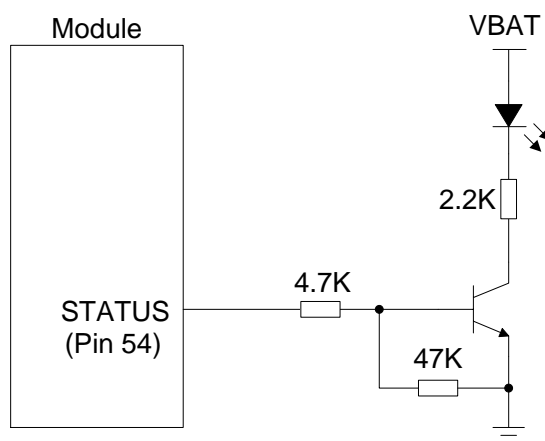 Module
VBAT
2.2K
4.7K
STATUS
(Pin 54)
47K